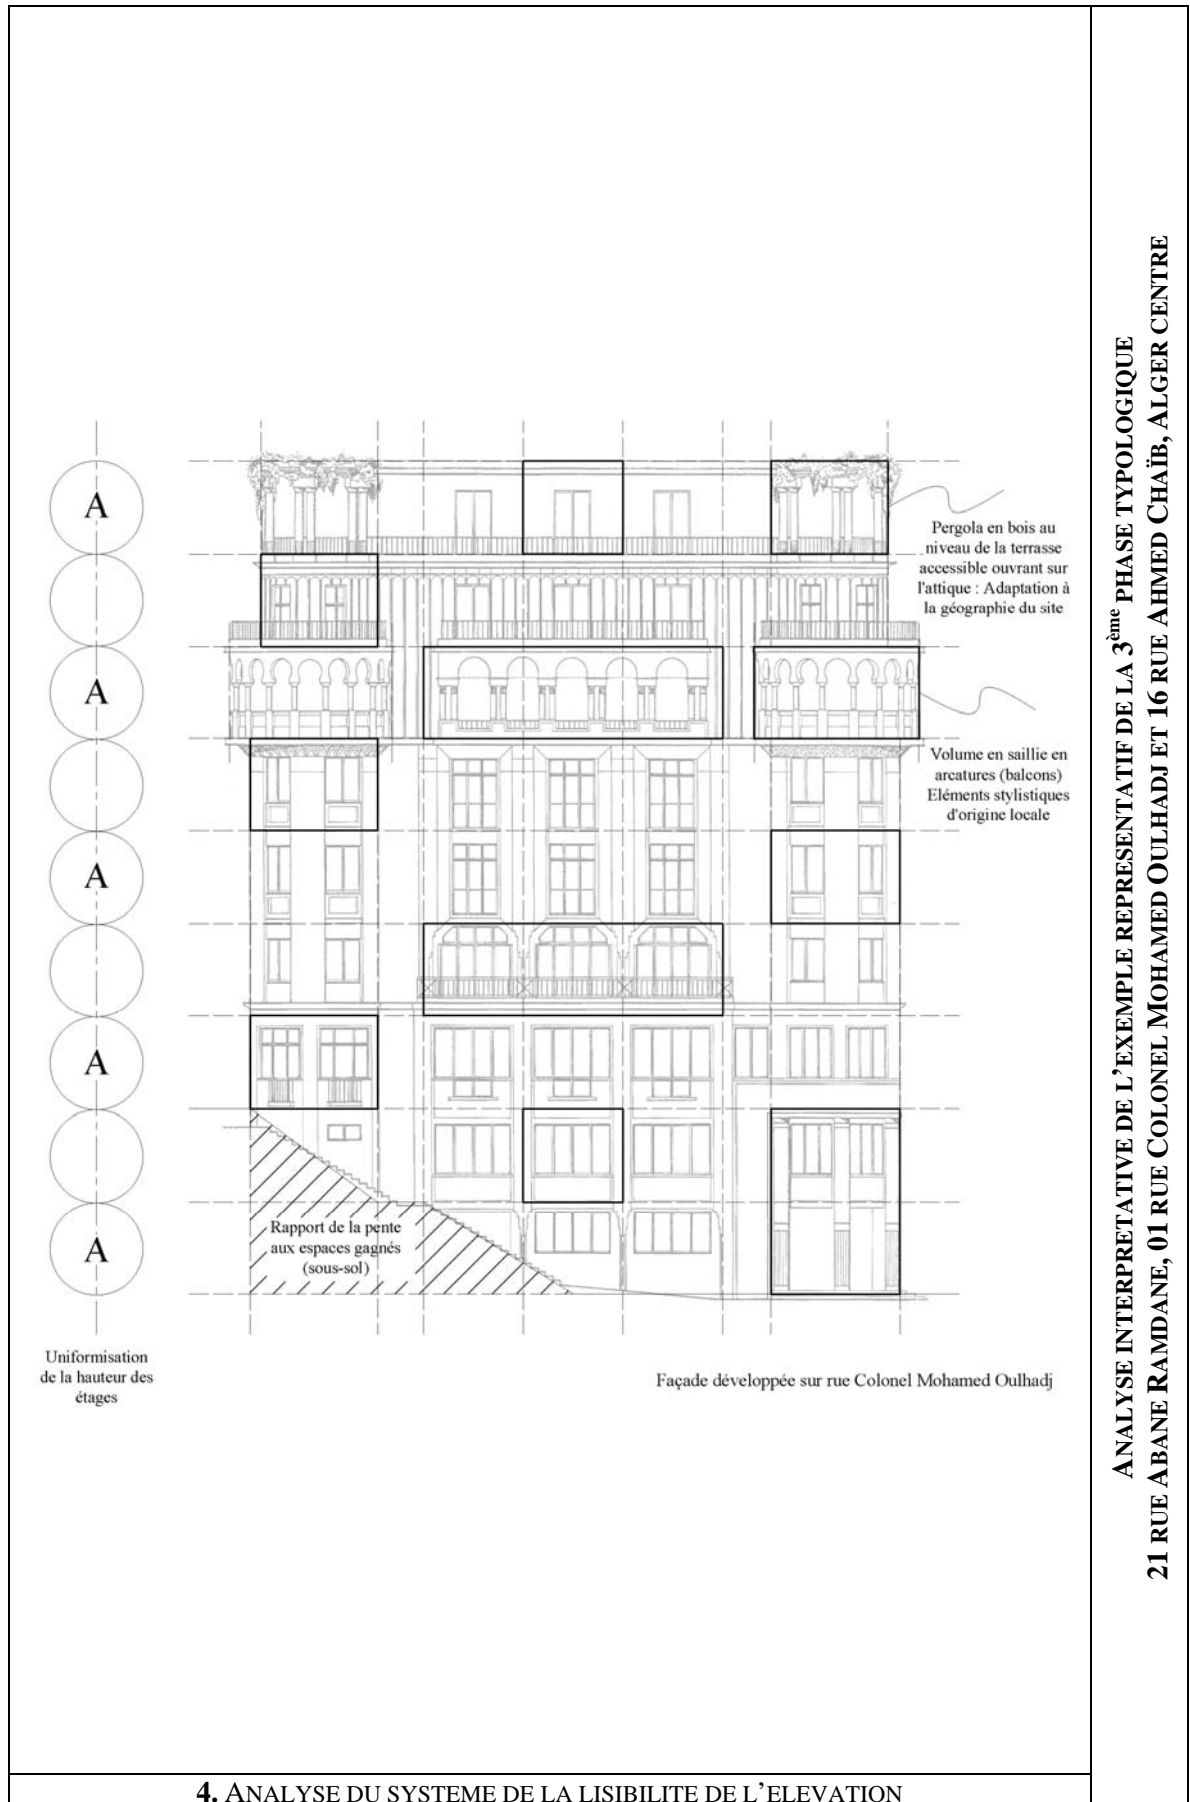 A
A
A
A
A
Uniformisation
de la hauteur des
étages
Pergola en bois au
niveau de la terrasse
accessible ouvrant sur
l'attique : Adaptation à
la géographie du site
Volume en saillie en
arcatures (balcons)
Eléments stylistiques
d'origine locale
Rapport de la pente
aux espaces gagnés
(sous-sol)
Façade développée sur rue Colonel Mohamed Oulhadj
4. ANALYSE DU SYSTEME DE LA LISIBILITE DE L'ELEVATION
ANALYSE INTERPRETATIVE DE L'EXEMPLE REPRESENTATIF DE LA 3ème PHASE TYPOLOGIQUE
21 RUE ABANE RAMDANE, 01 RUE COLONEL MOHAMED OULHADJ ET 16 RUE AHMED CHAÏB, ALGER CENTRE